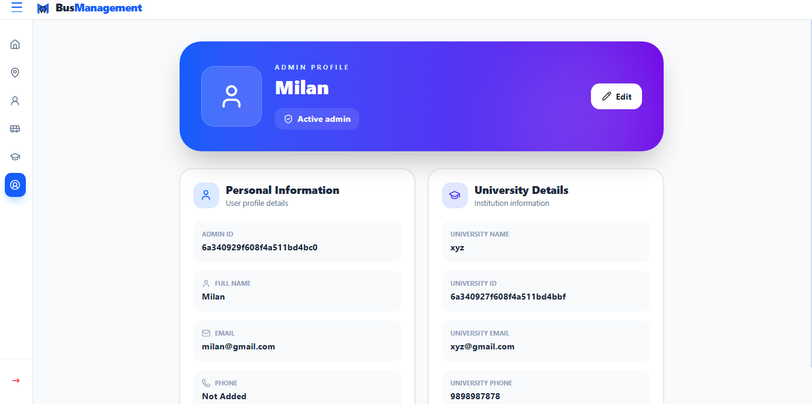 BusManagement
ADMIN PROFILE
Milan
Active admin
Edit
Personal Information
User profile details
ADMIN ID
6a340929f608f4a511bd4bc0
FULL NAME
Milan
EMAIL
milan@gmail.com
PHONE
Not Added
University Details
Institution information
UNIVERSITY NAME
xyz
UNIVERSITY ID
6a340927f608f4a511bd4bbf
UNIVERSITY EMAIL
xyz@gmail.com
UNIVERSITY PHONE
9898987878